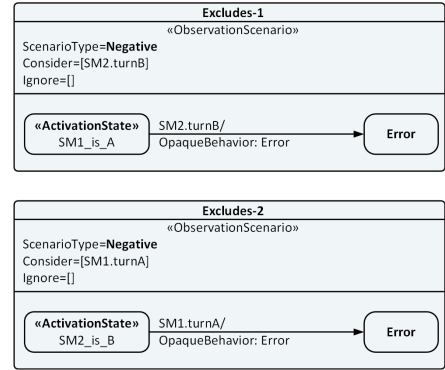 Excludes-1
«ObservationScenario»
ScenarioType=Negative
Consider=[SM2.turnB]
Ignore=[]
«ActivationState»
SM1_is_A
SM2.turnB/
OpaqueBehavior: Error
Error
Excludes-2
«ObservationScenario»
ScenarioType=Negative
Consider=[SM1.turnA]
Ignore=[]
«ActivationState»
SM2_is_B
SM1.turnA/
OpaqueBehavior: Error
Error